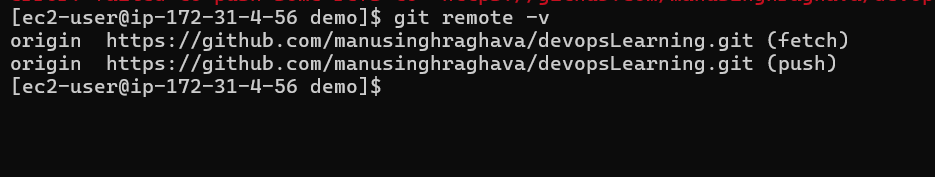 [ec2-user@ip-172-31-4-56 demo]$ git remote -v
origin  https://github.com/manusinghraghava/devopsLearning.git (fetch)
origin  https://github.com/manusinghraghava/devopsLearning.git (push)
[ec2-user@ip-172-31-4-56 demo]$